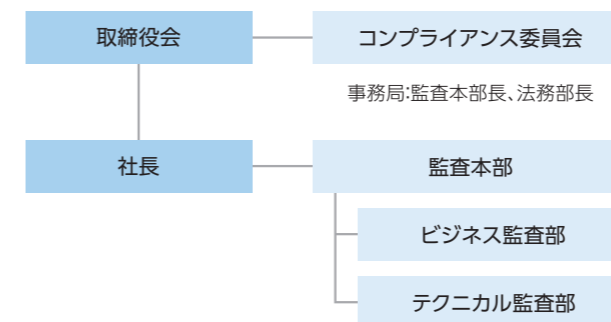 取締役会
コンプライアンス委員会
事務局:監査本部長、法務部長
社長
監査本部
ビジネス監査部
テクニカル監査部